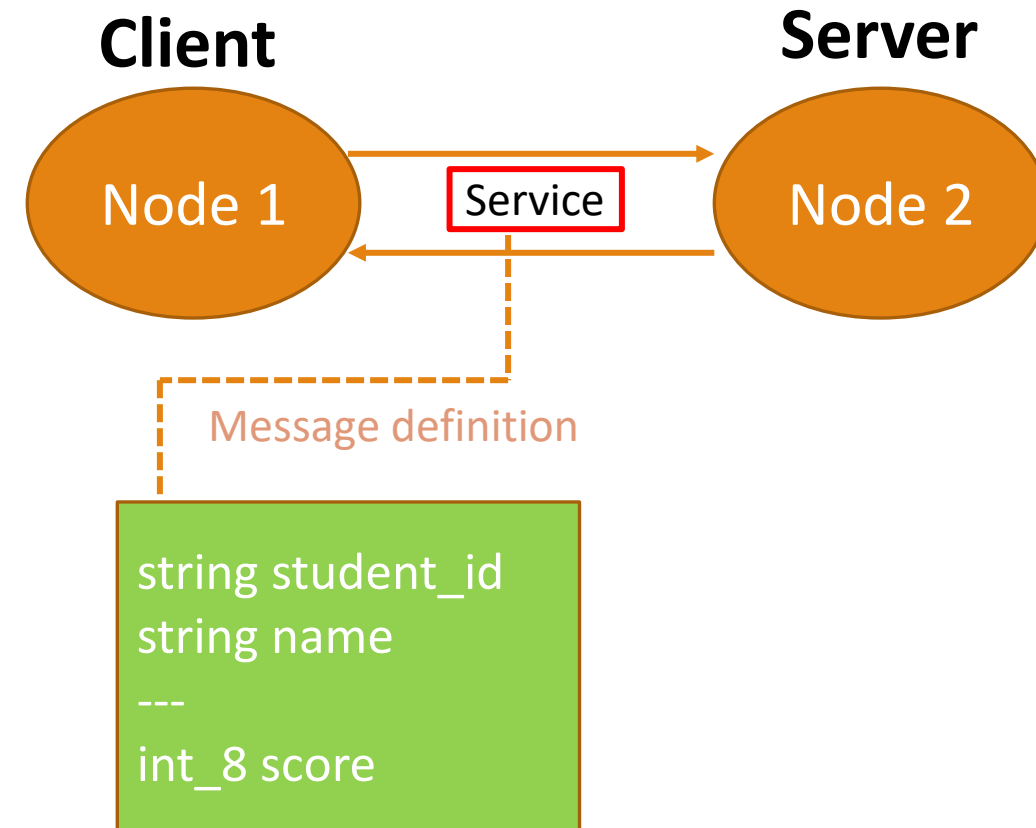 Client
Server
Node 1
Service
Node 2
Message definition
string student_id
string name
---
int_8 score